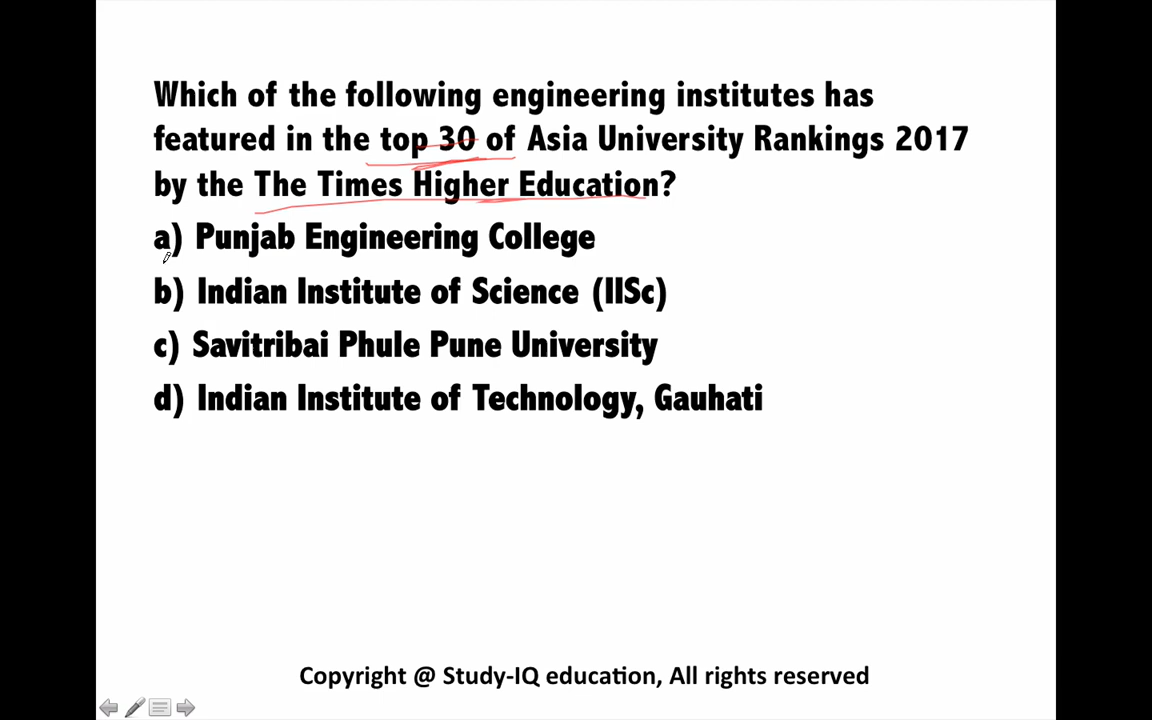 Which of the following engineering institutes has
featured in the top 30 of Asia University Rankings 2017
by the The Times Higher Education?
a) Punjab Engineering College
b) Indian Institute of Science (IISc)
c) Savitribai Phule Pune University
d) Indian Institute of Technology, Gauhati
Copyright @ Study-IQ education, All rights reserved